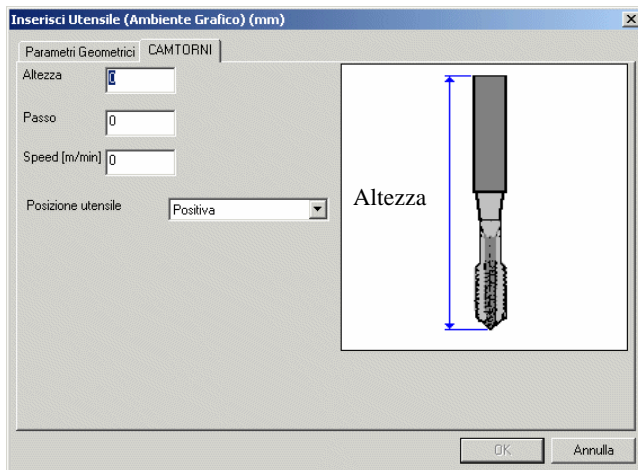 Inserisci Utensile (Ambiente Grafico) (mm)
Parametri Geometrici CAMTORNI
Altezza 0
Passo 0
Speed [m/min] 0
Posizione utensile Positiva
Altezza
OK Annulla